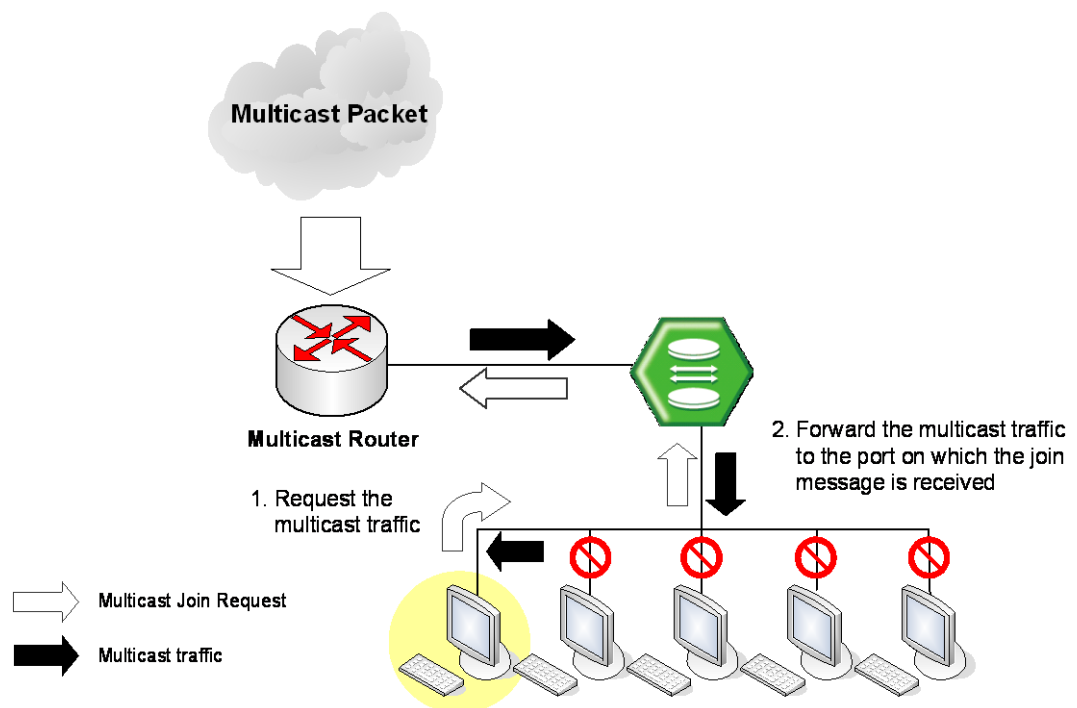 Multicast Packet
Multicast Router
2. Forward the multicast traffic
to the port on which the join
message is received
1. Request the
multicast traffic
Multicast Join Request
Multicast traffic